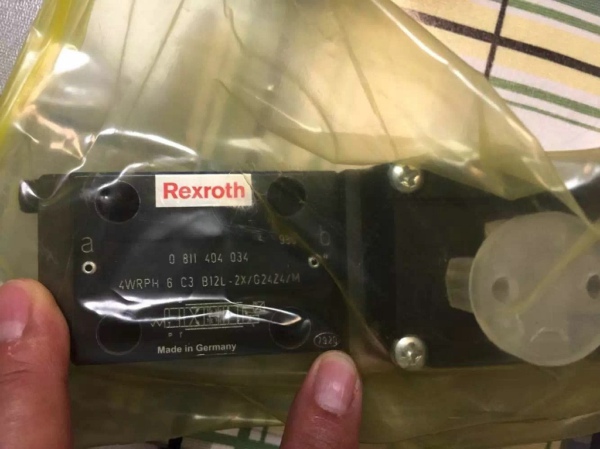 Rexroth
a b
0 811 404 034
4WRPH 6 C3 B12L-2X/G24Z4/M
Made in Germany